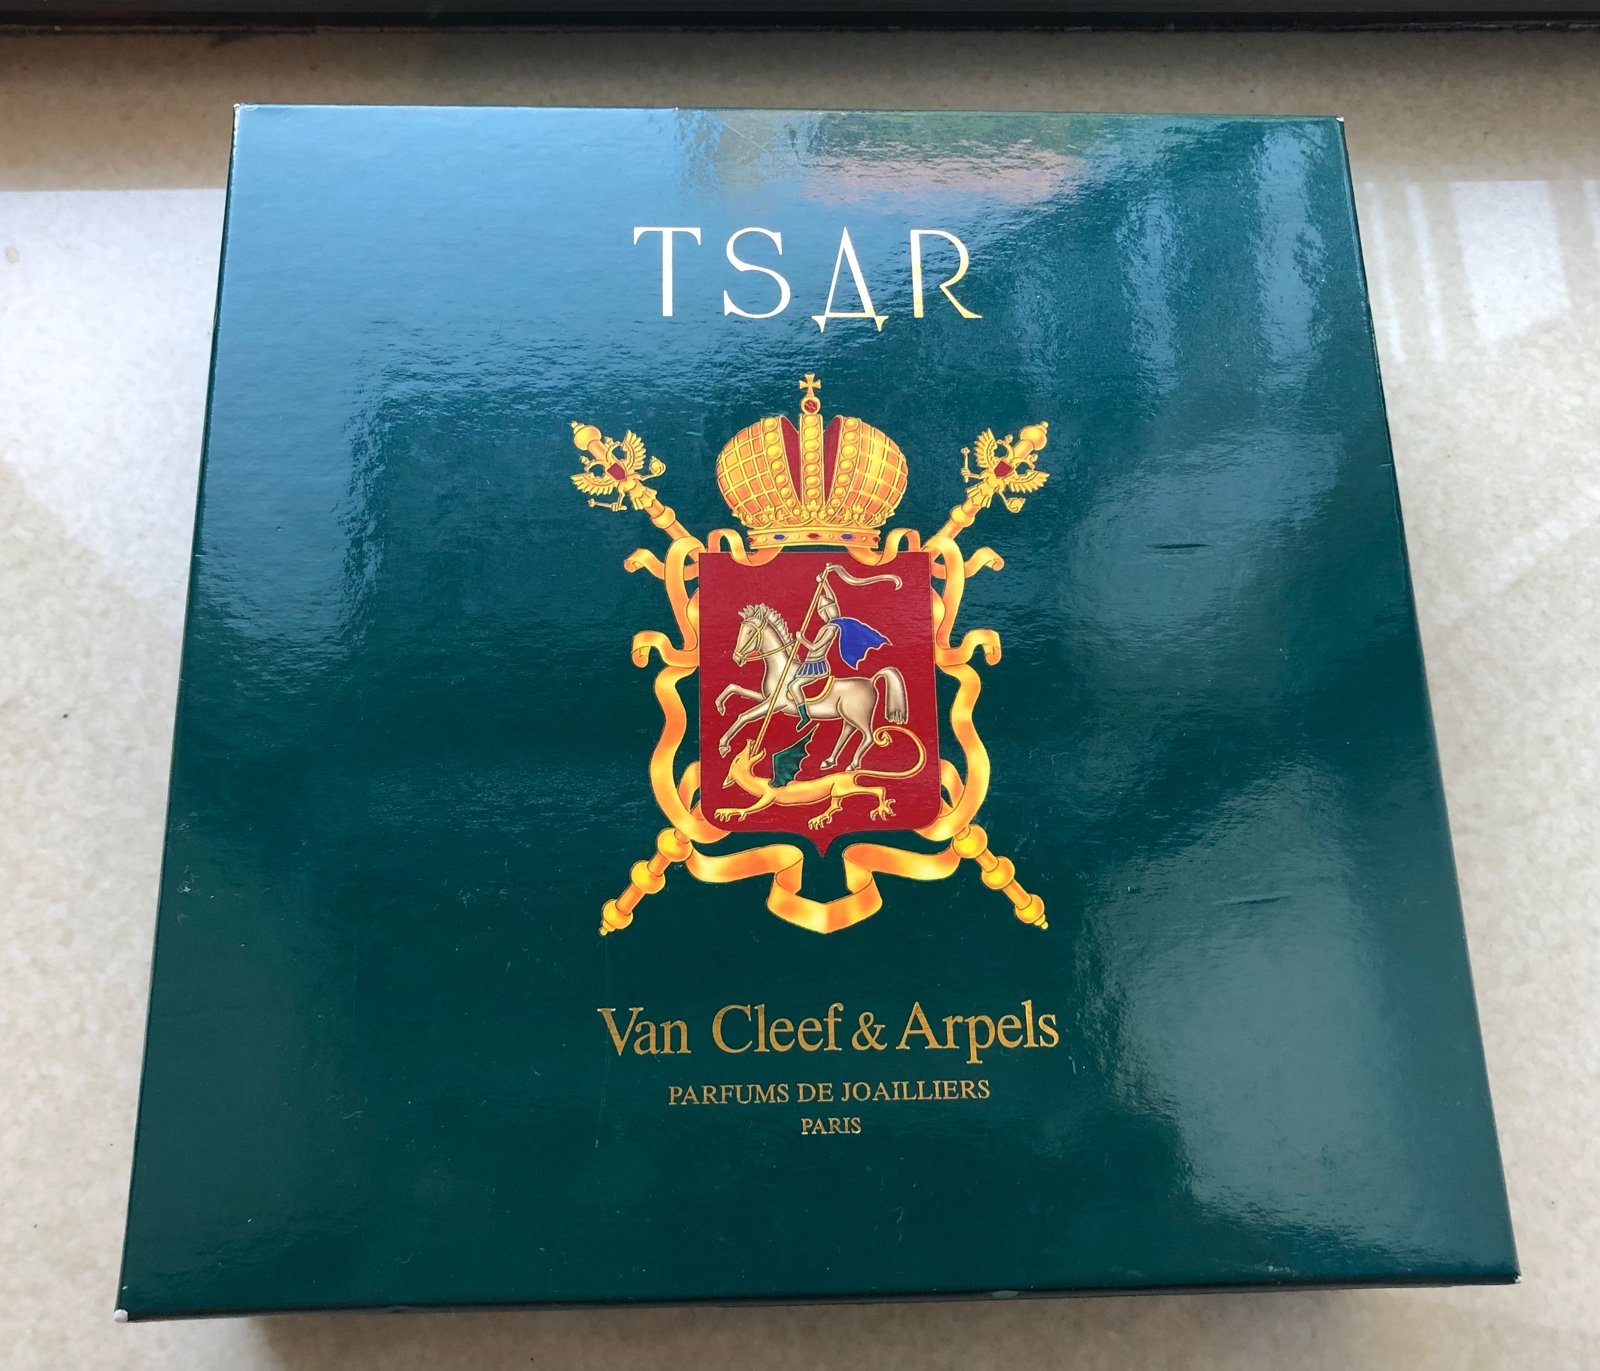 TSAR
Van Cleef & Arpels
PARFUMS DE JOAILLIERS
PARIS